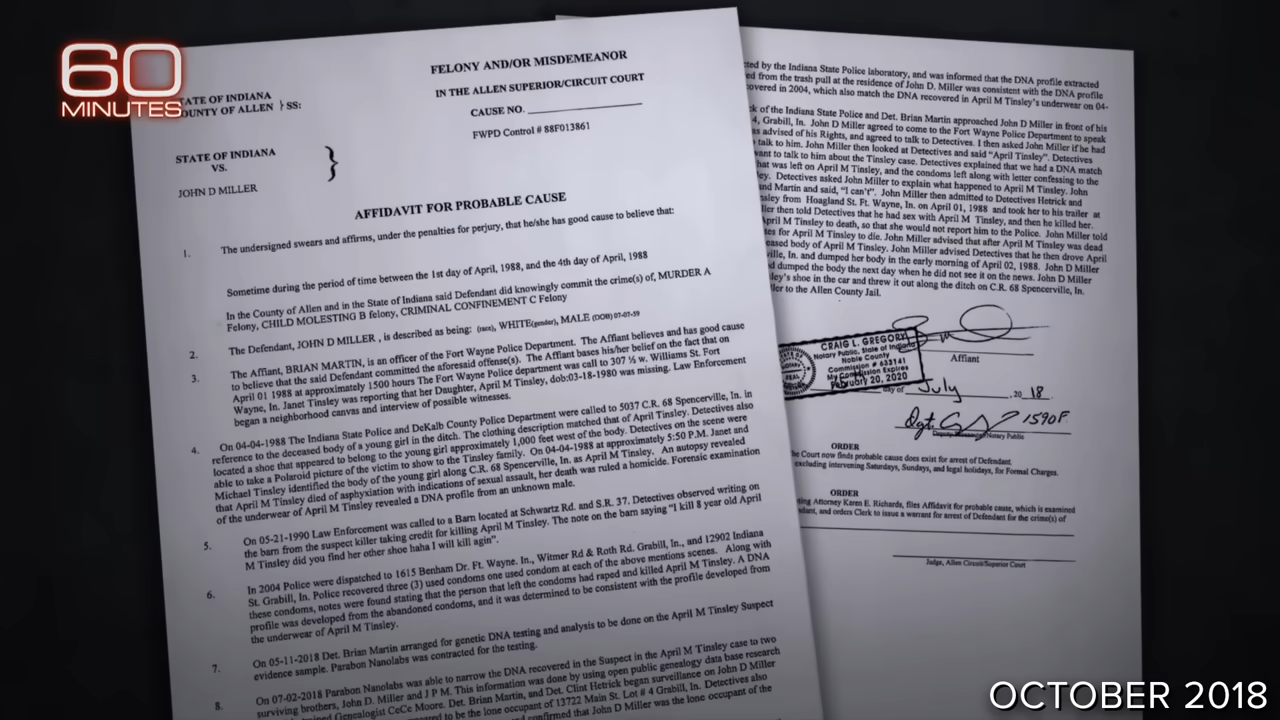 60
MINUTES
STATE OF INDIANA
COUNTY OF ALLEN } SS:
FELONY AND/OR MISDEMEANOR
IN THE ALLEN SUPERIOR/CIRCUIT COURT
CAUSE NO.
FWPD Control # 88F013861
STATE OF INDIANA
VS.
JOHN D MILLER
}
AFFIDAVIT FOR PROBABLE CAUSE
1. The undersigned swears and affirms, under the penalties for perjury, that he/she has good cause to believe that:
Sometime during the period of time between the 1st day of April, 1988, and the 4th day of April, 1988
In the County of Allen and in the State of Indiana said Defendant did knowingly commit the crime(s) of, MURDER A
Felony, CHILD MOLESTING B felony, CRIMINAL CONFINEMENT C Felony
2. The Defendant, JOHN D MILLER , is described as being: (race), WHITE(gender), MALE (DOB) 07-07-59
3. The Affiant, BRIAN MARTIN, is an officer of the Fort Wayne Police Department. The Affiant believes and has good cause
to believe that the said Defendant committed the aforesaid offense(s). The Affiant bases his/her belief on the fact that on
April 01 1988 at approximately 1500 hours The Fort Wayne Police department was call to 307 ½ w. Williams St. Fort
Wayne, In. Janet Tinsley was reporting that her Daughter, April M Tinsley, dob:03-18-1980 was missing. Law Enforcement
began a neighborhood canvas and interview of possible witnesses.
4. On 04-04-1988 The Indiana State Police and DeKalb County Police Department were called to 5037 C.R. 68 Spencerville, In. in
reference to the deceased body of a young girl in the ditch. The clothing description matched that of April Tinsley. Detectives also
located a shoe that appeared to belong to the young girl approximately 1,000 feet west of the body. Detectives on the scene were
able to take a Polaroid picture of the victim to show to the Tinsley family. On 04-04-1988 at approximately 5:50 P.M. Janet and
Michael Tinsley identified the body of the young girl along C.R. 68 Spencerville, In. as April M Tinsley. An autopsy revealed
that April M Tinsley died of asphyxiation with indications of sexual assault, her death was ruled a homicide. Forensic examination
of the underwear of April M Tinsley revealed a DNA profile from an unknown male.
5. On 05-21-1990 Law Enforcement was called to a Barn located at Schwartz Rd. and S.R. 37. Detectives observed writing on
the barn from the suspect killer taking credit for killing April M Tinsley. The note on the barn saying “I kill 8 year old April
M Tinsley did you find her other shoe haha I will kill agin”.
6. In 2004 Police were dispatched to 1615 Benham Dr. Ft. Wayne. In., Witmer Rd & Roth Rd. Grabill, In., and 12902 Indiana
St. Grabill, In. Police recovered three (3) used condoms one used condom at each of the above mentions scenes. Along with
these condoms, notes were found stating that the person that left the condoms had raped and killed April M Tinsley. A DNA
profile was developed from the abandoned condoms, and it was determined to be consistent with the profile developed from
the underwear of April M Tinsley.
7. On 05-11-2018 Det. Brian Martin arranged for genetic DNA testing and analysis to be done on the April M Tinsley Suspect
evidence sample. Parabon Nanolabs was contracted for the testing.
8. On 07-02-2018 Parabon Nanolabs was able to narrow the DNA recovered in the Suspect in the April M Tinsley case to two
surviving brothers, John D. Miller and J P M. This information was done by using open public genealogy data base research
Genealogist CeCe Moore. Det. Brian Martin, and Det. Clint Hetrick began surveillance on John D Miller
to be the lone occupant of 13722 Main St. Lot # 4 Grabill, In. Detectives also
confirmed that John D Miller was the lone occupant of the
ted by the Indiana State Police laboratory, and was informed that the DNA profile extracted
ed from the trash pull at the residence of John D. Miller was consistent with the DNA profile
overed in 2004, which also match the DNA recovered in April M Tinsley's underwear on 04-
k of the Indiana State Police and Det. Brian Martin approached John D Miller in front of his
4, Grabill, In. John D Miller agreed to come to the Fort Wayne Police Department to speak
as advised of his Rights, and agreed to talk to Detectives. I then asked John Miller if he had
talk to him. John Miller then looked at Detectives and said “April Tinsley”. Detectives
want to talk to him about the Tinsley case. Detectives explained that we had a DNA match
hat was left on April M Tinsley, and the condoms left along with letter confessing to the
ley. Detectives asked John Miller to explain what happened to April M Tinsley. John
and Martin and said, “I can't”. John Miller then admitted to Detectives Hetrick and
nsley from Hoagland St. Ft. Wayne, In. on April 01, 1988 and took her to his trailer at
ller then told Detectives that he had sex with April M Tinsley, and then he killed her.
April M Tinsley to death, so that she would not report him to the Police. John Miller told
tes for April M Tinsley to die. John Miller advised that after April M Tinsley was dead
eased body of April M Tinsley. John Miller advised Detectives that he then drove April
ville, In. and dumped her body in the early morning of April 02, 1988. John D Miller
d dumped the body the next day when he did not see it on the news. John D Miller
ley's shoe in the car and threw it out along the ditch on C.R. 68 Spencerville, In.
ller to the Allen County Jail.
Affiant
CRAIG L. GREGORY
Notary Public, State of Indiana
Noble County
Commission # 633141
My Commission Expires
February 20, 2020
NOTARY
SEAL
day of July , 20 18
1590F
Notary Public
ORDER
he Court now finds probable cause does exist for arrest of Defendant.
excluding intervening Saturdays, Sundays, and legal holidays, for Formal Charges.
ORDER
ting Attorney Karen E. Richards, files Affidavit for probable cause, which is examined
dant, and orders Clerk to issue a warrant for arrest of Defendant for the crime(s) of
Judge, Allen Circuit/Superior Court
OCTOBER 2018